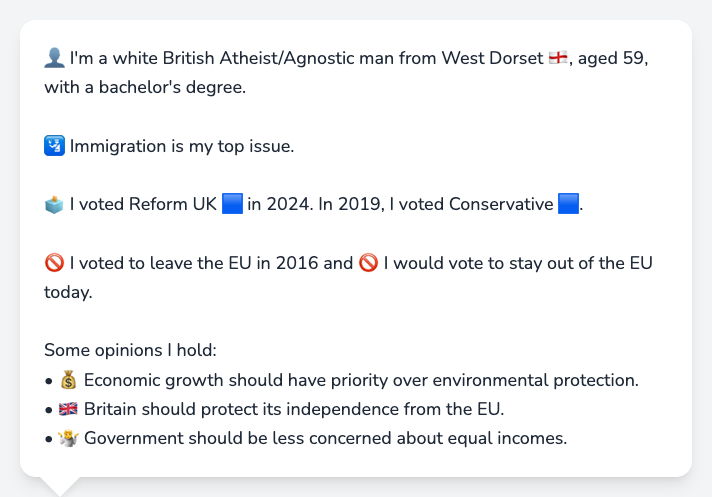 👤 I'm a white British Atheist/Agnostic man from West Dorset 🏴󠁧󠁢󠁥󠁮󠁧󠁿, aged 59,
with a bachelor's degree.
🛂 Immigration is my top issue.
🗳️ I voted Reform UK 🟦 in 2024. In 2019, I voted Conservative 🟦.
🚫 I voted to leave the EU in 2016 and 🚫 I would vote to stay out of the EU
today.
Some opinions I hold:
• 💰 Economic growth should have priority over environmental protection.
• 🇬🇧 Britain should protect its independence from the EU.
• 🤷 Government should be less concerned about equal incomes.